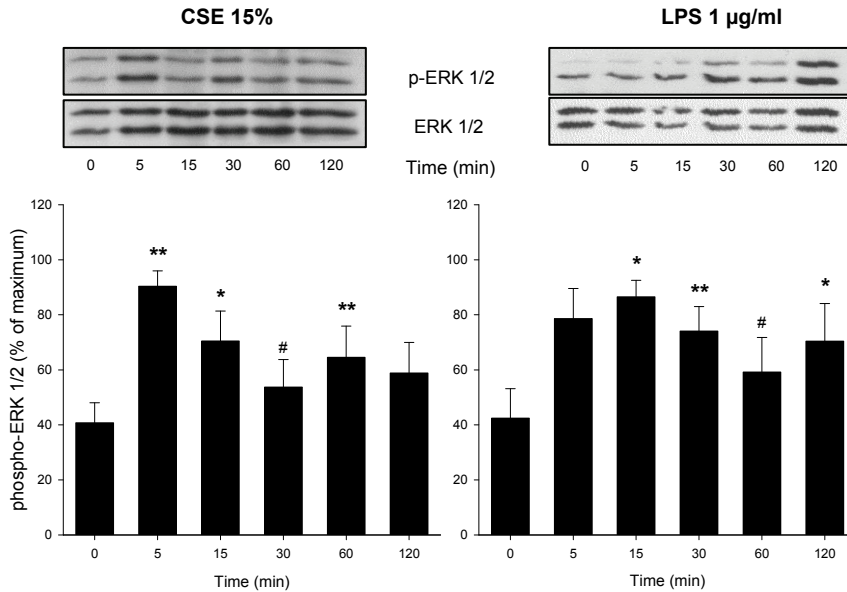 CSE 15%
LPS 1 µg/ml
p-ERK 1/2
ERK 1/2
0 5 15 30 60 120
Time (min)
0 5 15 30 60 120
phospho-ERK 1/2 (% of maximum)
120
100
80
60
40
20
0
**
*
#
**
0 5 15 30 60 120
Time (min)
120
100
80
60
40
20
0
*
**
#
*
0 5 15 30 60 120
Time (min)